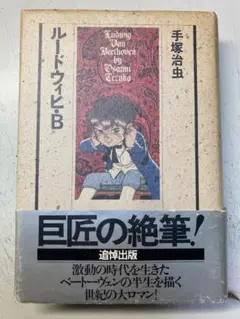 手塚治虫
ルードウィヒ・B
Ludwig
Van
Beethoven
by
Osamu
Tezuka
巨匠の絶筆!
追悼出版
激動の時代を生きた
ベートーヴェンの半生を描く
世紀の大ロマン!